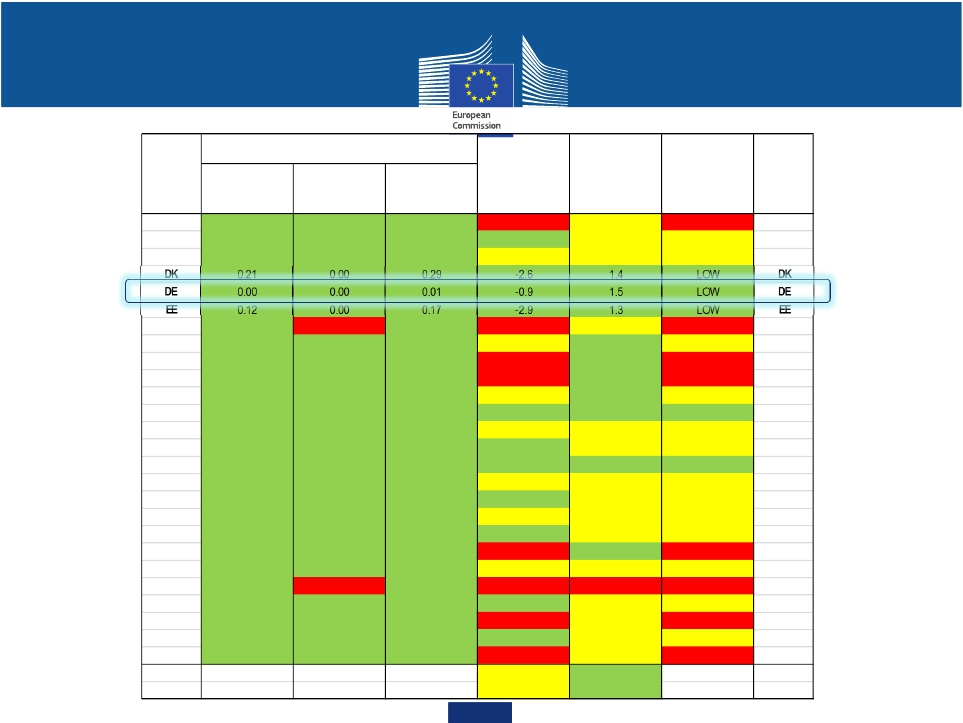 European
Commission
DK 0.21 0.00 0.29 -2.6 1.4 LOW DK
DE 0.00 0.00 0.01 -0.9 1.5 LOW DE
EE 0.12 0.00 0.17 -2.9 1.3 LOW EE